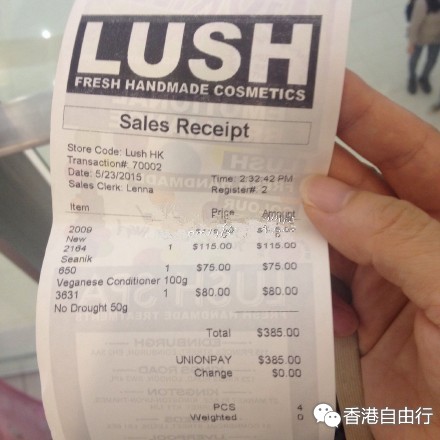 LUSH
FRESH HANDMADE COSMETICS
Sales Receipt
Store Code: Lush HK
Transaction#: 70002
Date: 5/23/2015 Time: 2:32:42 PM
Sales Clerk: Lenna Register#: 2
Item Price Amount
2009
New
2164 1 $115.00 $115.00
Seanik
650 1 $75.00 $75.00
Veganese Conditioner 100g
3631 1 $80.00 $80.00
No Drought 50g
Total $385.00
UNIONPAY $385.00
Change $0.00
PCS 4
Weighted 0
香港自由行